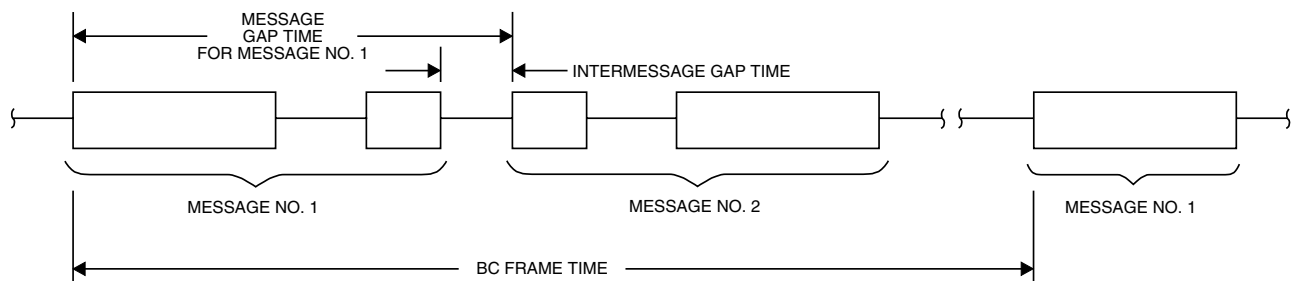 MESSAGE
GAP TIME
FOR MESSAGE NO. 1
INTERMESSAGE GAP TIME
MESSAGE NO. 1
MESSAGE NO. 2
MESSAGE NO. 1
BC FRAME TIME